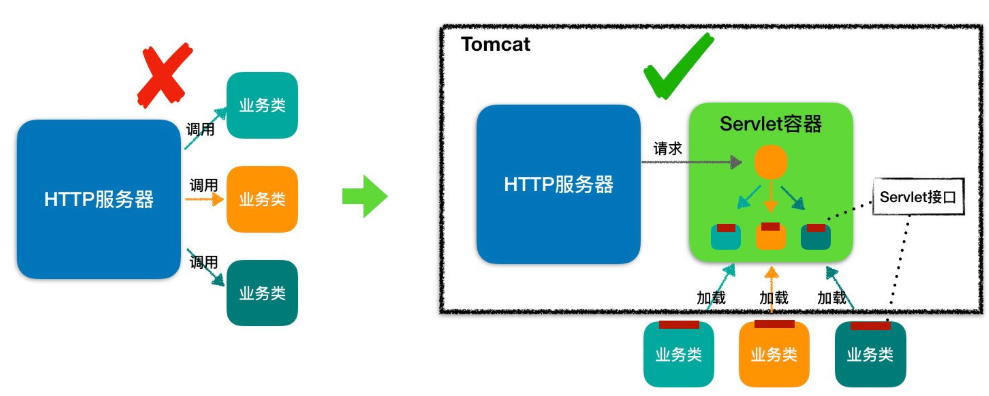 HTTP服务器
调用
调用
调用
业务类
业务类
业务类
Tomcat
HTTP服务器
请求
Servlet容器
Servlet接口
加载
加载
加载
业务类
业务类
业务类